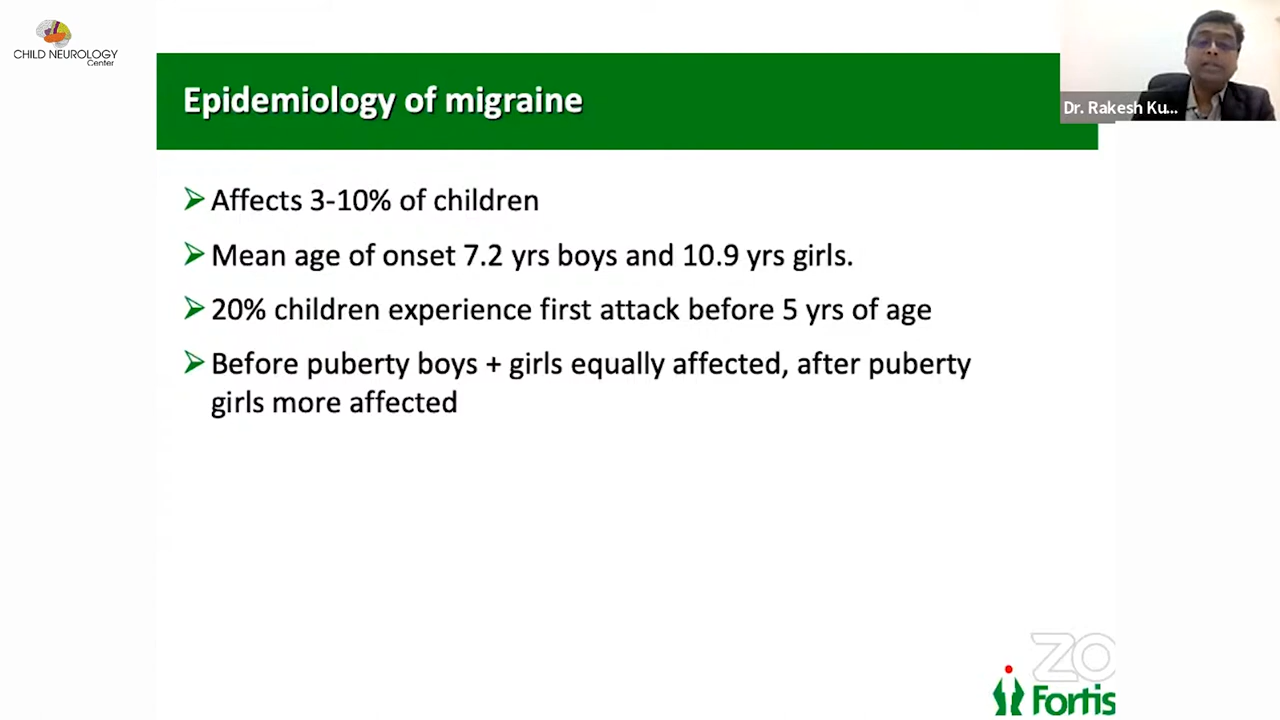 CHILD NEUROLOGY
Center
Epidemiology of migraine
Dr. Rakesh Ku...
Affects 3-10% of children
Mean age of onset 7.2 yrs boys and 10.9 yrs girls.
20% children experience first attack before 5 yrs of age
Before puberty boys + girls equally affected, after puberty
girls more affected
ZO
Fortis